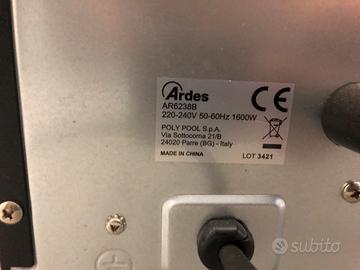 Ardes
AR6238B
220-240V 50-60Hz 1600W
POLY POOL S.p.A.
Via Sottocorna 21/B
24020 Parre (BG) - Italy
MADE IN CHINA
LOT 3421
CE
subito